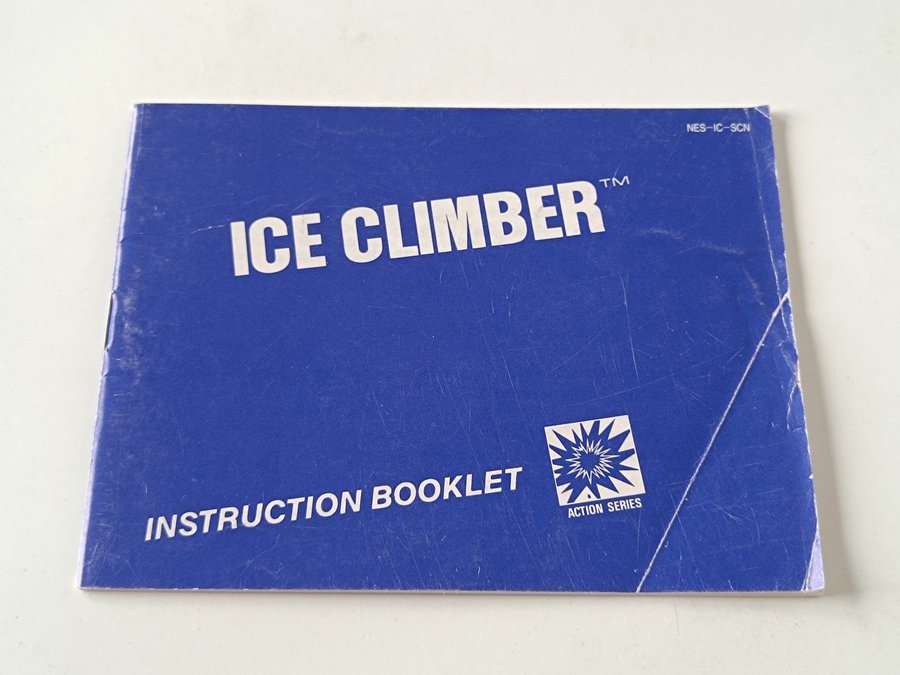 NES-IC-SCN
ICE CLIMBER™
INSTRUCTION BOOKLET
ACTION SERIES